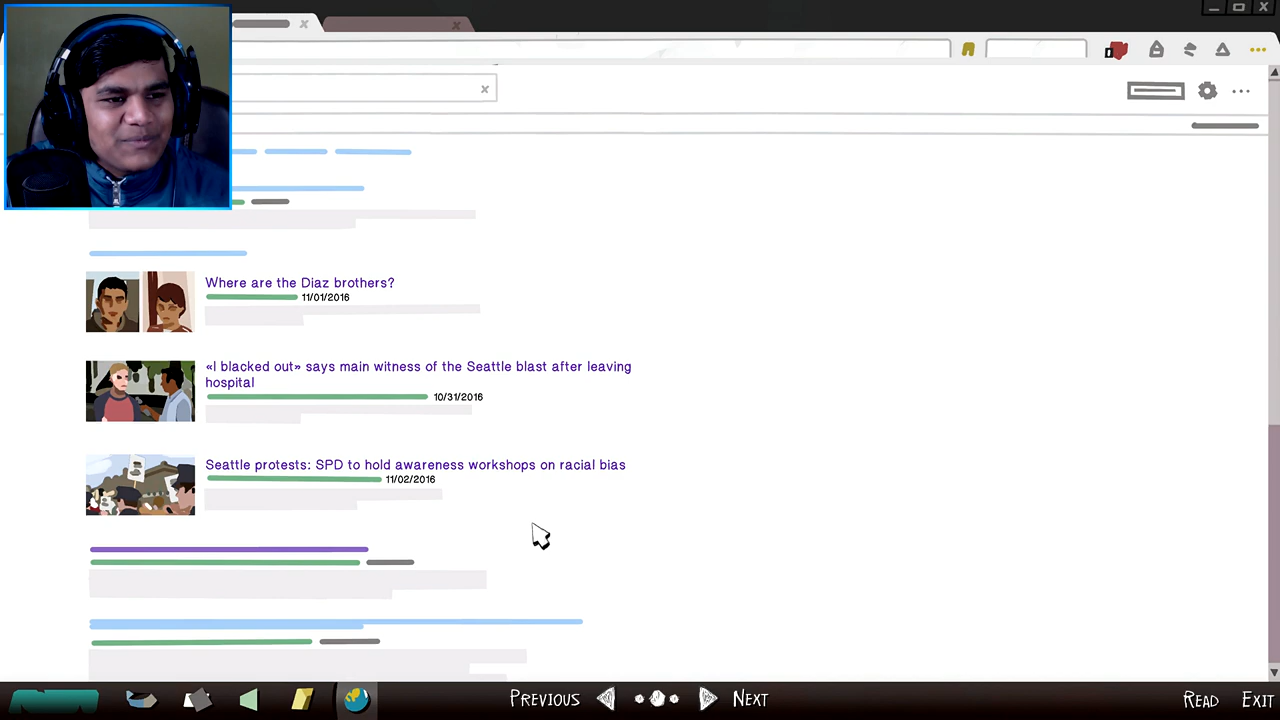 Where are the Diaz brothers?
11/01/2016
«I blacked out» says main witness of the Seattle blast after leaving
hospital
10/31/2016
Seattle protests: SPD to hold awareness workshops on racial bias
11/02/2016
PREVIOUS NEXT READ EXIT